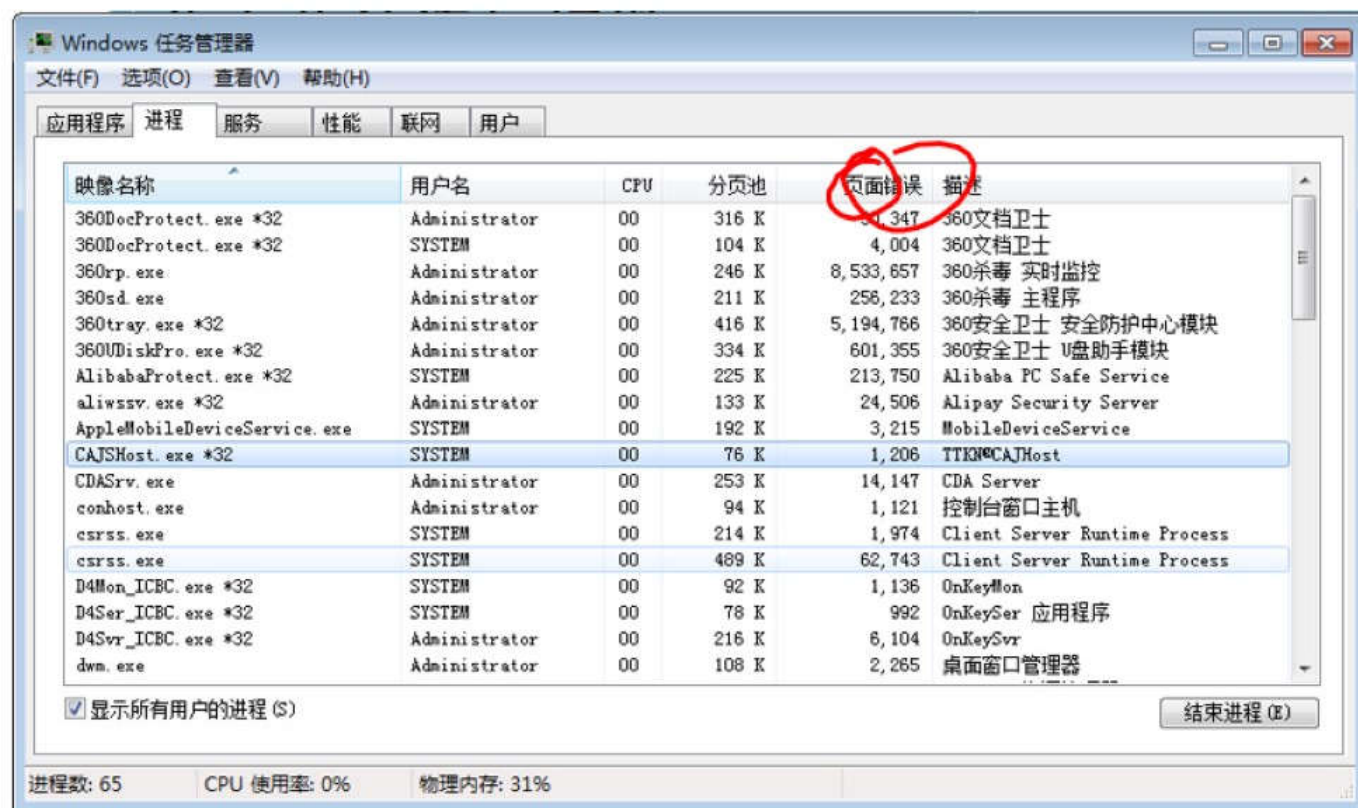 Windows 任务管理器
文件(F) 选项(O) 查看(V) 帮助(H)
应用程序 进程 服务 性能 联网 用户
映像名称 用户名 CPU 分页池 页面错误 描述
360DocProtect.exe *32 Administrator 00 316 K 347 360文档卫士
360DocProtect.exe *32 SYSTEM 00 104 K 4,004 360文档卫士
360rp.exe Administrator 00 246 K 8,533,657 360杀毒 实时监控
360sd.exe Administrator 00 211 K 256,233 360杀毒 主程序
360tray.exe *32 Administrator 00 416 K 5,194,766 360安全卫士 安全防护中心模块
360UDiskPro.exe *32 Administrator 00 334 K 601,355 360安全卫士 U盘助手模块
AlibabaProtect.exe *32 SYSTEM 00 225 K 213,750 Alibaba PC Safe Service
aliwssv.exe *32 Administrator 00 133 K 24,506 Alipay Security Server
AppleMobileDeviceService.exe SYSTEM 00 192 K 3,215 MobileDeviceService
CAJSHost.exe *32 SYSTEM 00 76 K 1,206 TTKN®CAJHost
CDASrv.exe Administrator 00 253 K 14,147 CDA Server
conhost.exe Administrator 00 94 K 1,121 控制台窗口主机
csrss.exe SYSTEM 00 214 K 1,974 Client Server Runtime Process
csrss.exe SYSTEM 00 489 K 62,743 Client Server Runtime Process
D4Mon_ICBC.exe *32 SYSTEM 00 92 K 1,136 OnKeyMon
D4Ser_ICBC.exe *32 SYSTEM 00 78 K 992 OnKeySer 应用程序
D4Svr_ICBC.exe *32 Administrator 00 216 K 6,104 OnKeySvr
dwm.exe Administrator 00 108 K 2,265 桌面窗口管理器
显示所有用户的进程(S) 结束进程(E)
进程数: 65 CPU 使用率: 0% 物理内存: 31%